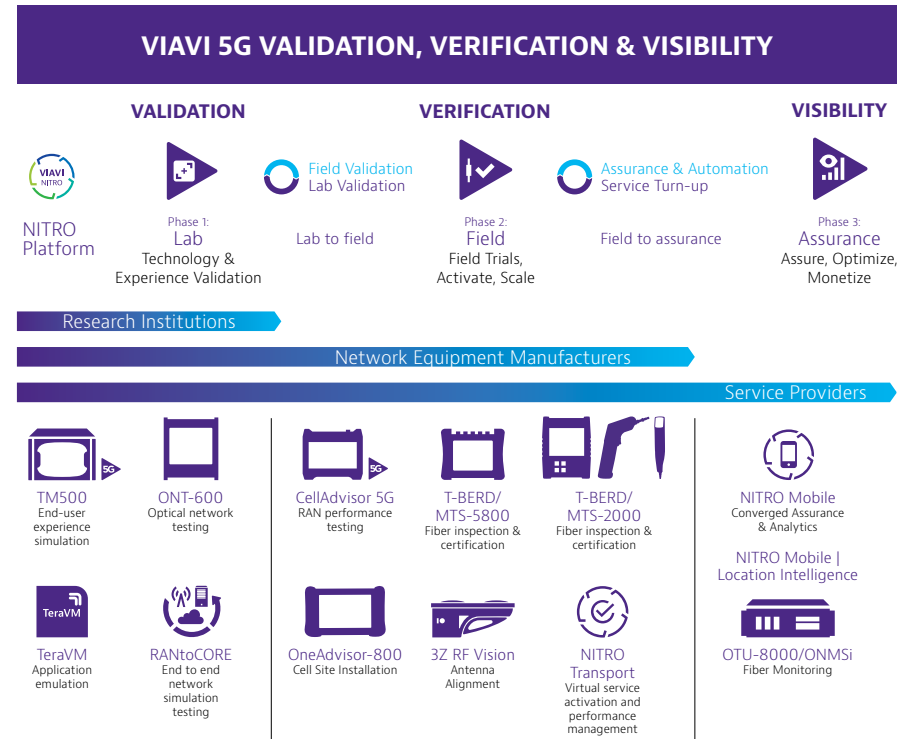 VIAVI 5G VALIDATION, VERIFICATION & VISIBILITY
VALIDATION
VERIFICATION
VISIBILITY
VIAVI
NITRO
Field Validation
Lab Validation
Assurance & Automation
Service Turn-up
NITRO
Platform
Phase 1:
Lab
Technology &
Experience Validation
Lab to field
Phase 2:
Field
Field Trials,
Activate, Scale
Field to assurance
Phase 3:
Assurance
Assure, Optimize,
Monetize
Research Institutions
Network Equipment Manufacturers
Service Providers
5G
TM500
End-user
experience
simulation
ONT-600
Optical network
testing
5G
CellAdvisor 5G
RAN performance
testing
T-BERD/
MTS-5800
Fiber inspection &
certification
T-BERD/
MTS-2000
Fiber inspection &
certification
NITRO Mobile
Converged Assurance
& Analytics
NITRO Mobile |
Location Intelligence
TeraVM
TeraVM
Application
emulation
RANtoCORE
End to end
network
simulation
testing
OneAdvisor-800
Cell Site Installation
3Z RF Vision
Antenna
Alignment
NITRO
Transport
Virtual service
activation and
performance
management
OTU-8000/ONMSi
Fiber Monitoring